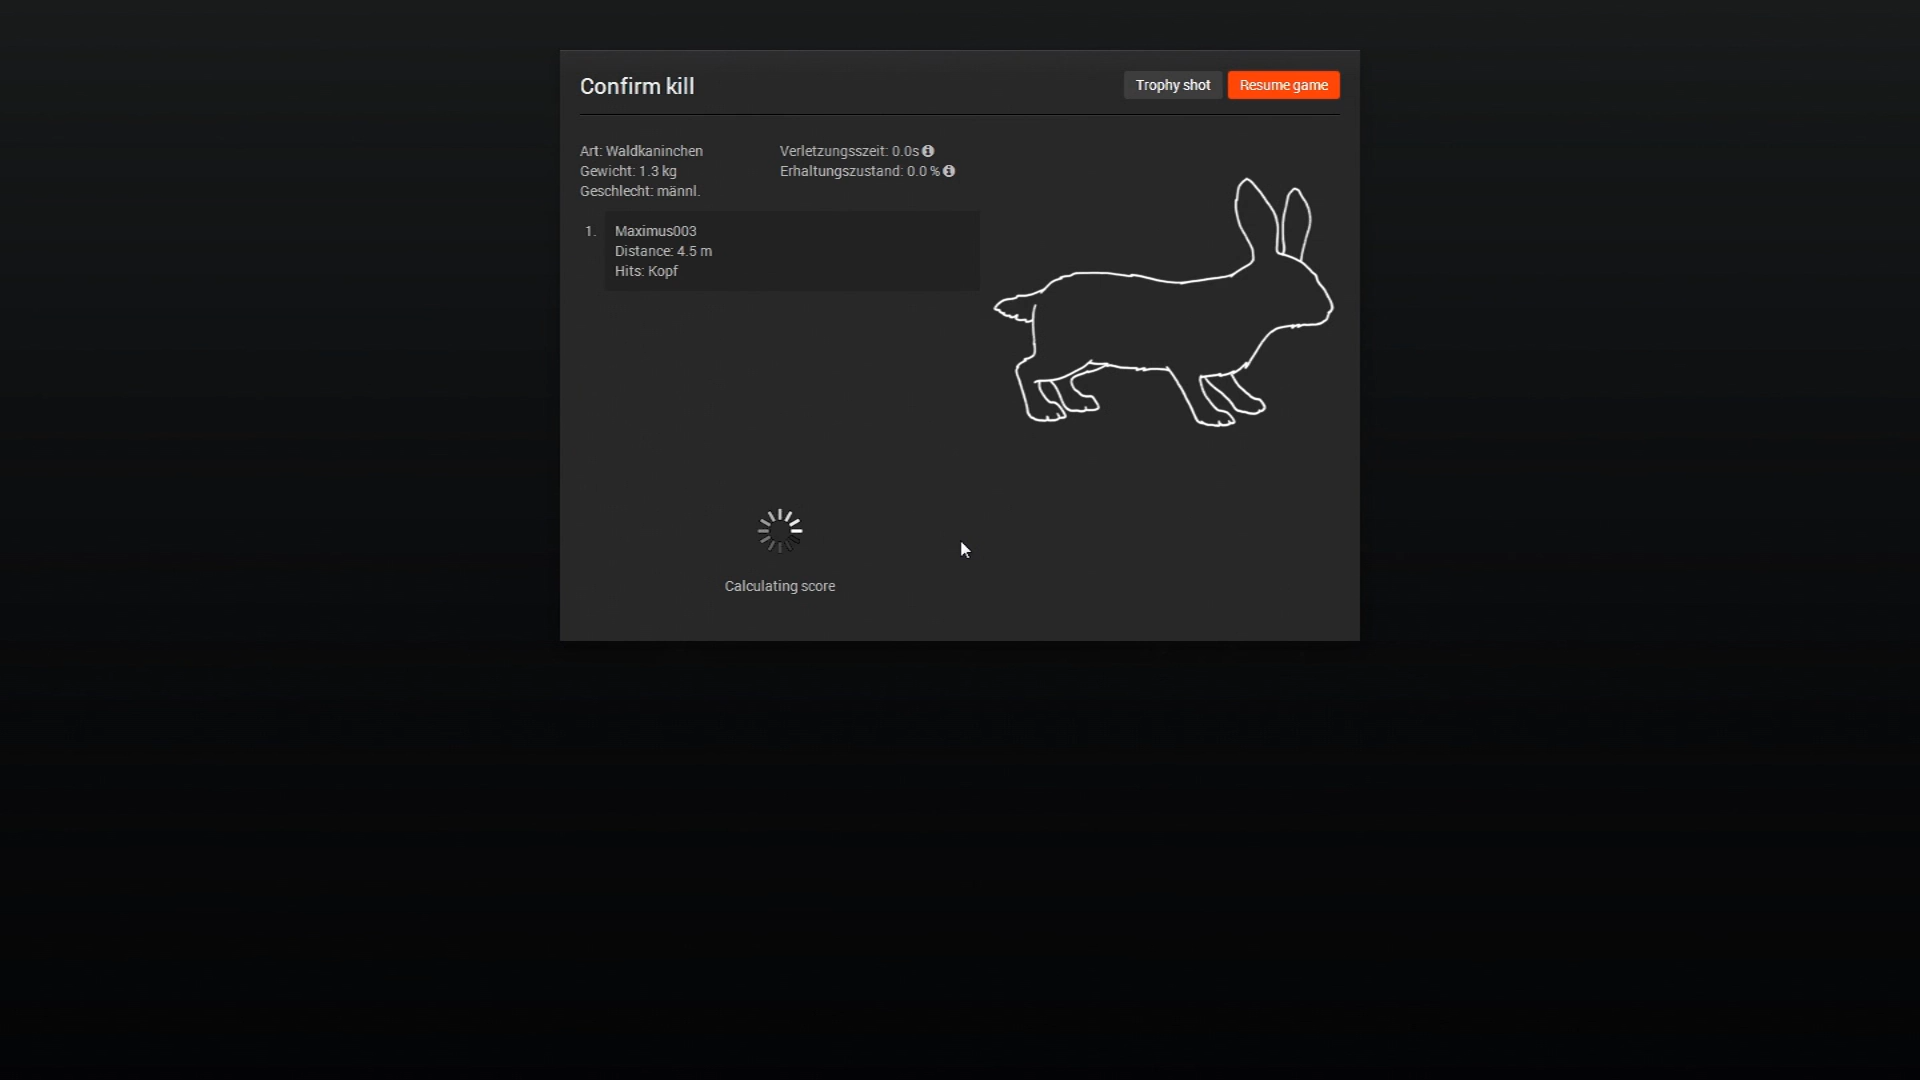 Confirm kill
Trophy shot
Resume game
Art: Waldkaninchen
Gewicht: 1.3 kg
Geschlecht: männl.
Verletzungsszeit: 0.0s
Erhaltungszustand: 0.0 %
1.
Maximus003
Distance: 4.5 m
Hits: Kopf
Calculating score